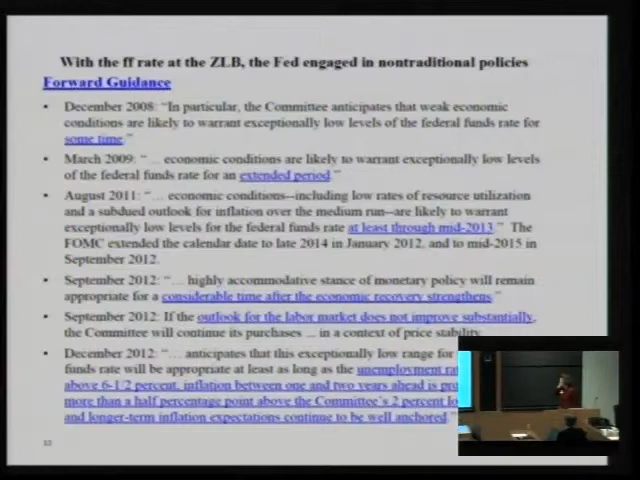 With the ff rate at the ZLB, the Fed engaged in nontraditional policies
Forward Guidance
• December 2008: “In particular, the Committee anticipates that weak economic
conditions are likely to warrant exceptionally low levels of the federal funds rate for
some time.”
• March 2009: “… economic conditions are likely to warrant exceptionally low levels
of the federal funds rate for an extended period.”
• August 2011: “… economic conditions--including low rates of resource utilization
and a subdued outlook for inflation over the medium run--are likely to warrant
exceptionally low levels for the federal funds rate at least through mid-2013.” The
FOMC extended the calendar date to late 2014 in January 2012, and to mid-2015 in
September 2012.
• September 2012: “… highly accommodative stance of monetary policy will remain
appropriate for a considerable time after the economic recovery strengthens.”
• September 2012: If the outlook for the labor market does not improve substantially,
the Committee will continue its purchases … in a context of price stability.
• December 2012: “… anticipates that this exceptionally low range for
funds rate will be appropriate at least as long as the unemployment ra
above 6-1/2 percent, inflation between one and two years ahead is pro
more than a half percentage point above the Committee’s 2 percent lo
and longer-term inflation expectations continue to be well anchored.”